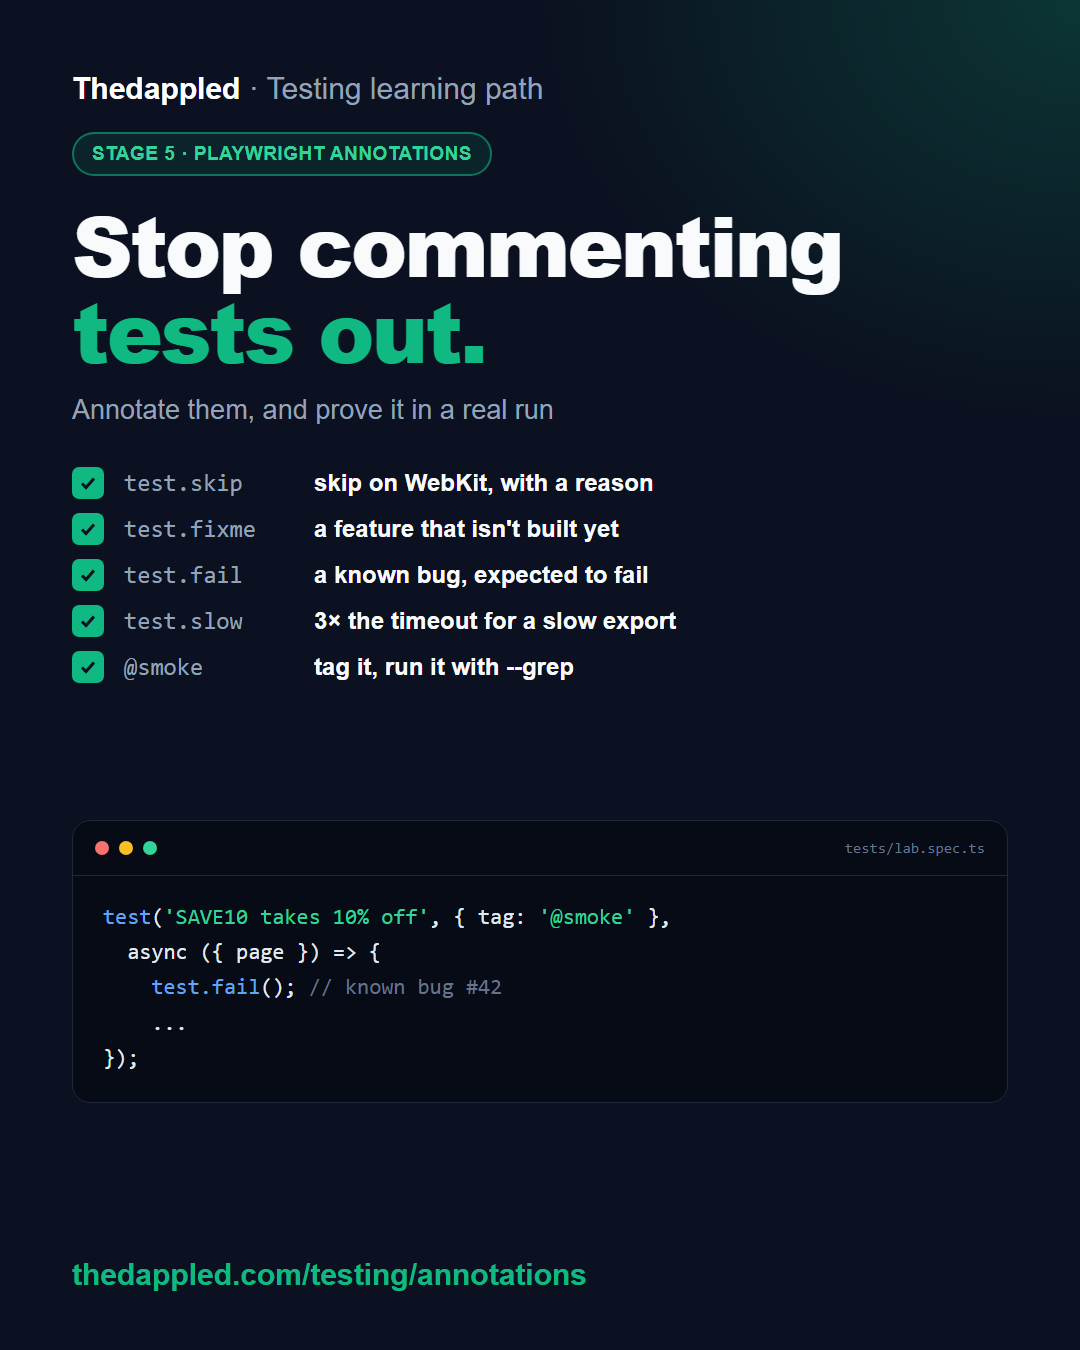 Thedappled · Testing learning path
STAGE 5 · PLAYWRIGHT ANNOTATIONS
Stop commenting
tests out.
Annotate them, and prove it in a real run
test.skip skip on WebKit, with a reason
test.fixme a feature that isn't built yet
test.fail a known bug, expected to fail
test.slow 3× the timeout for a slow export
@smoke tag it, run it with --grep
tests/lab.spec.ts
test('SAVE10 takes 10% off', { tag: '@smoke' },
  async ({ page }) => {
    test.fail(); // known bug #42
    ...
});
thedappled.com/testing/annotations